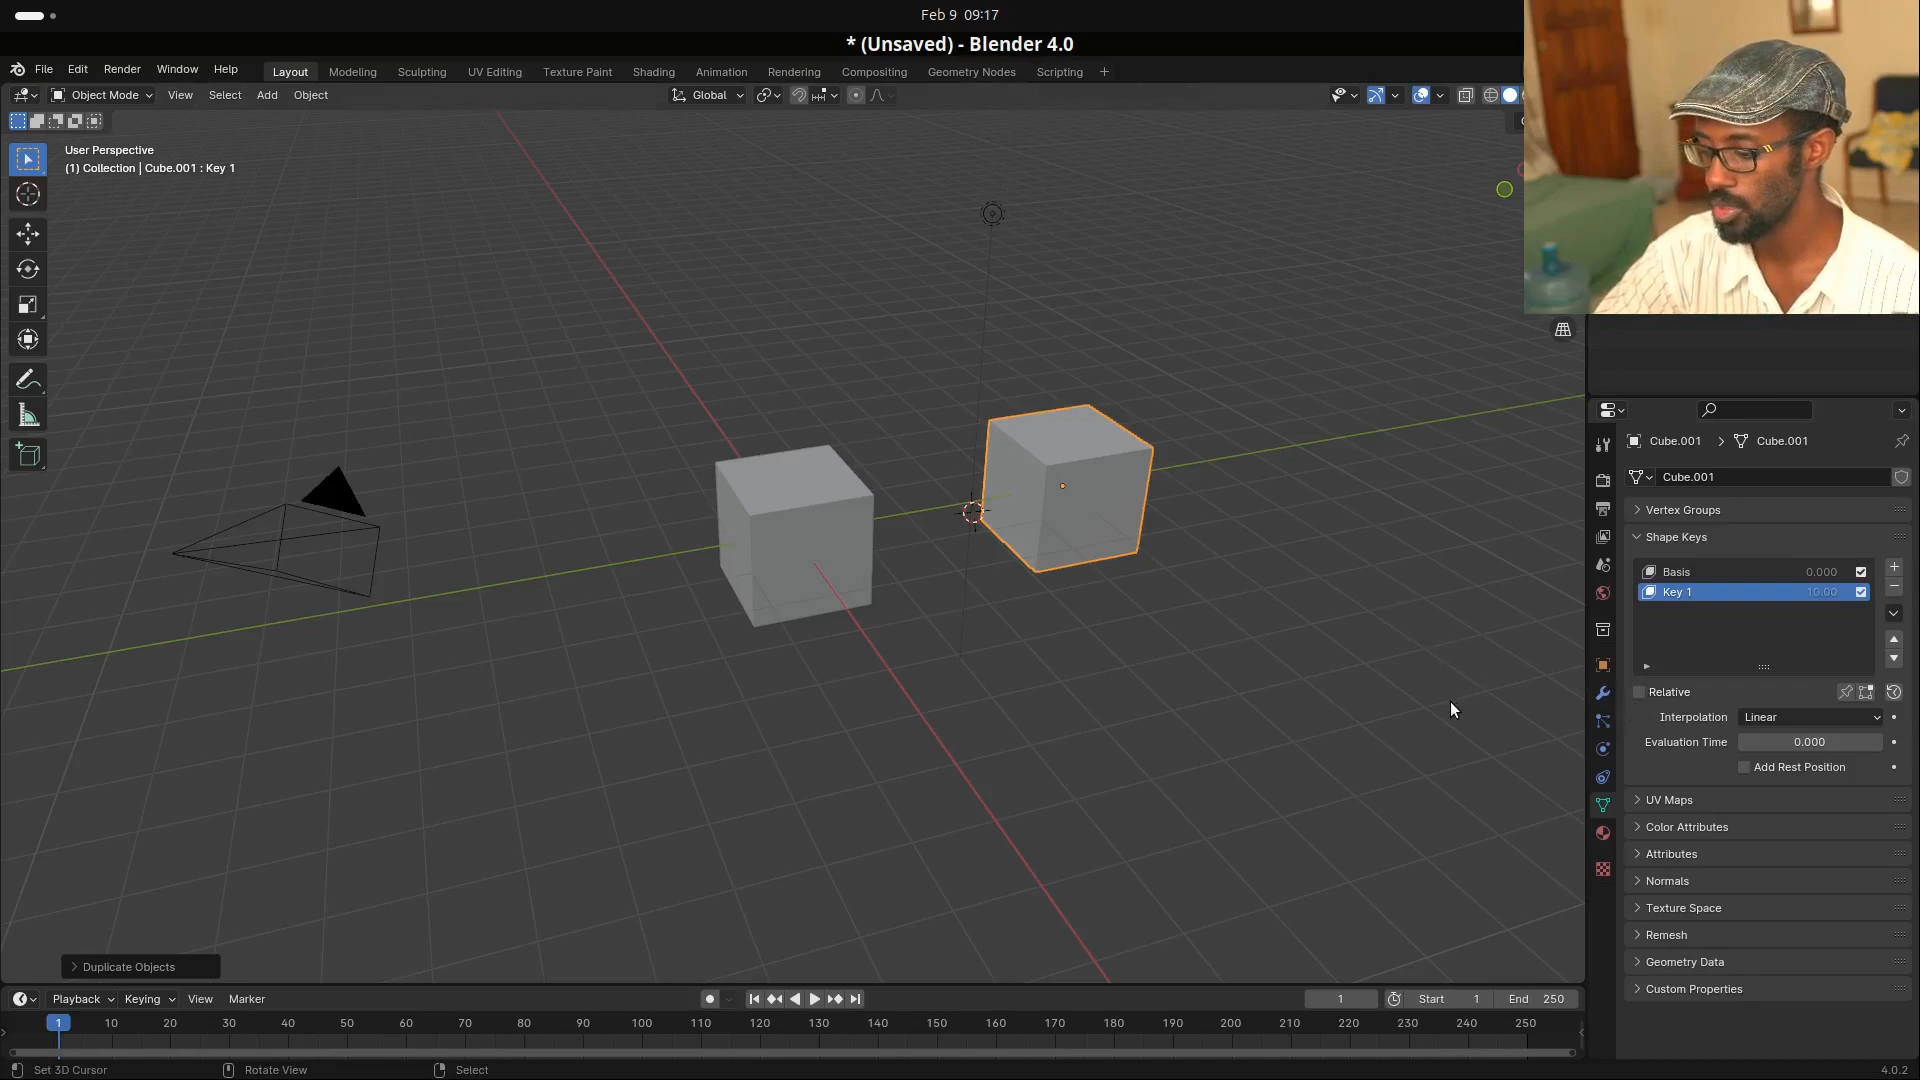 Feb 9 09:17
* (Unsaved) - Blender 4.0
File Edit Render Window Help Layout Modeling Sculpting UV Editing Texture Paint Shading Animation Rendering Compositing Geometry Nodes Scripting +
Object Mode View Select Add Object Global
User Perspective
(1) Collection | Cube.001 : Key 1
Cube.001 > Cube.001
Cube.001
Vertex Groups
Shape Keys
Basis 0.000
Key 1 10.00
Relative
Interpolation Linear
Evaluation Time 0.000
Add Rest Position
UV Maps
Color Attributes
Attributes
Normals
Texture Space
Remesh
Geometry Data
Custom Properties
Duplicate Objects
Playback Keying View Marker 1 Start 1 End 250
1 10 20 30 40 50 60 70 80 90 100 110 120 130 140 150 160 170 180 190 200 210 220 230 240 250
Set 3D Cursor Rotate View Select 4.0.2